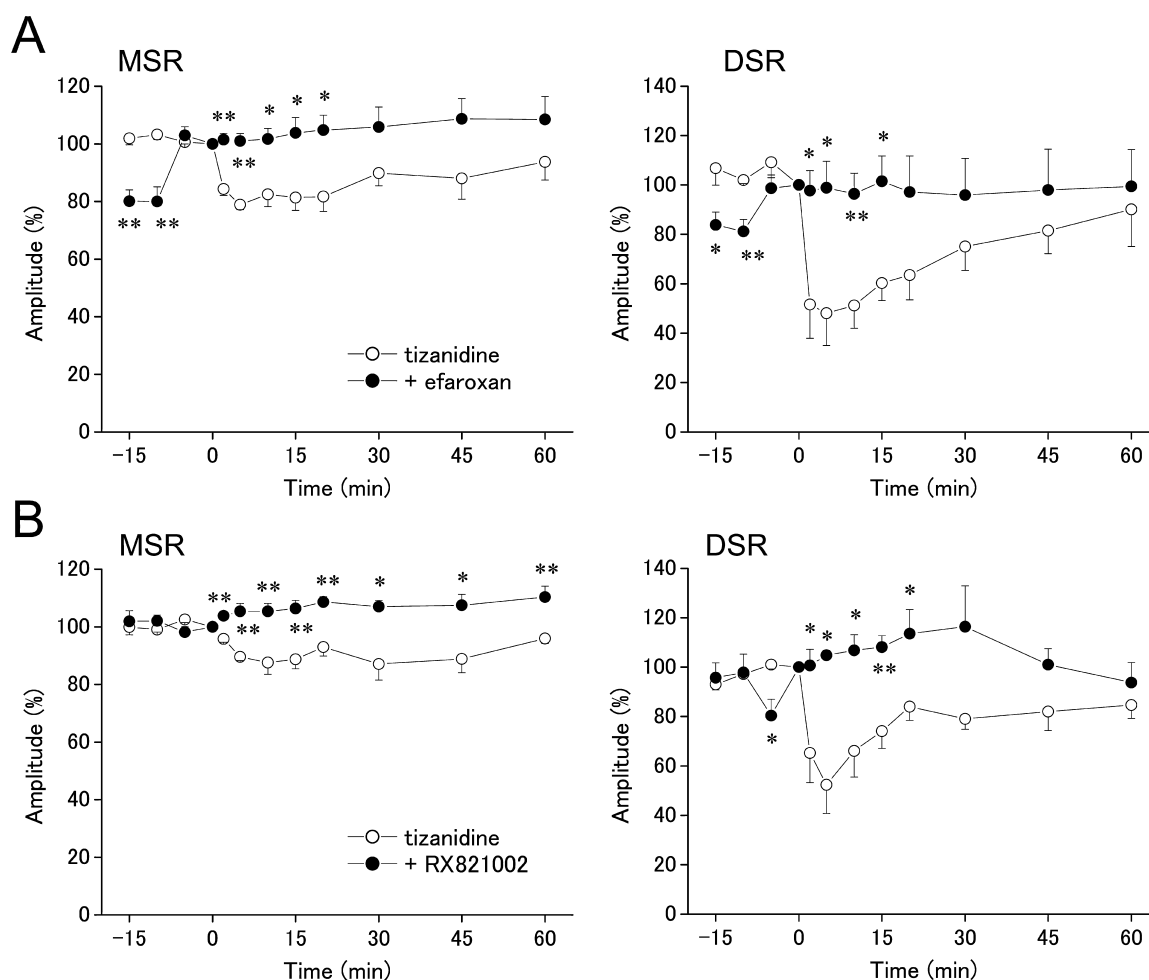 A
MSR
DSR
120
100
80
60
40
20
0
Amplitude (%)
** ** ** ** * * *
tizanidine
+ efaroxan
-15 0 15 30 45 60
Time (min)
140
120
100
80
60
40
20
0
Amplitude (%)
* ** * * ** *
-15 0 15 30 45 60
Time (min)
B
MSR
DSR
120
100
80
60
40
20
0
Amplitude (%)
** ** ** ** ** * * **
tizanidine
+ RX821002
-15 0 15 30 45 60
Time (min)
140
120
100
80
60
40
20
0
Amplitude (%)
* * * * ** *
-15 0 15 30 45 60
Time (min)